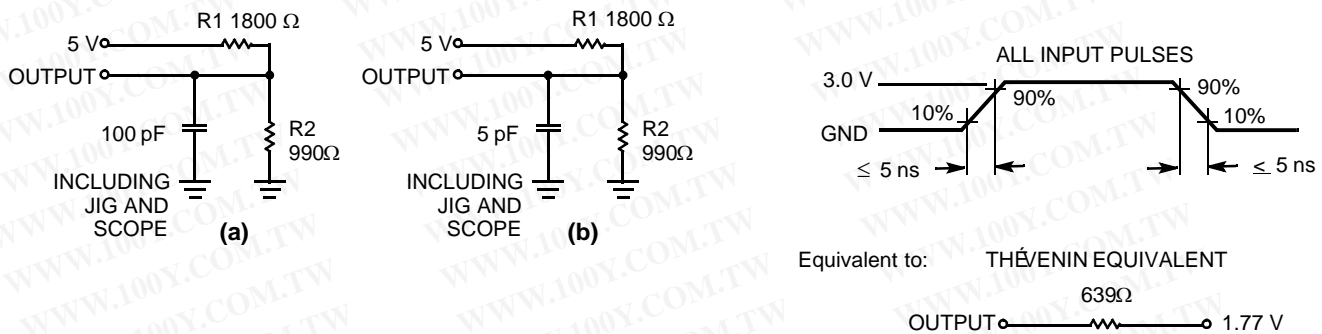 R1 1800 Ω
5 V
OUTPUT
100 pF
R2
990Ω
INCLUDING
JIG AND
SCOPE
(a)
R1 1800 Ω
5 V
OUTPUT
5 pF
R2
990Ω
INCLUDING
JIG AND
SCOPE
(b)
ALL INPUT PULSES
3.0 V
90%
90%
10%
10%
GND
≤ 5 ns
≤ 5 ns
Equivalent to: THÉVENIN EQUIVALENT
639Ω
OUTPUT
1.77 V
WWW.100Y.COM.TW